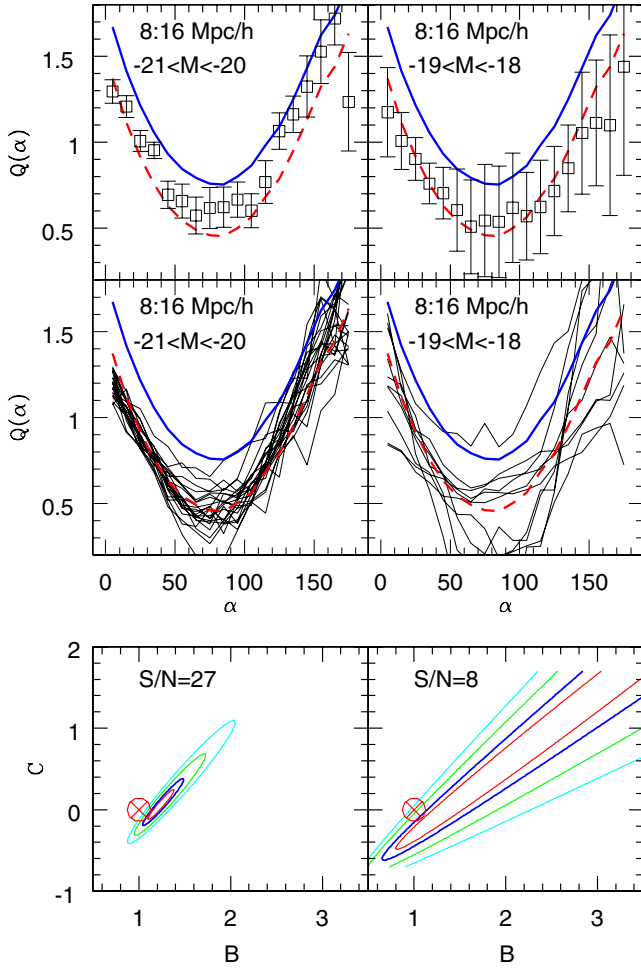 8:16 Mpc/h
-21<M<-20
8:16 Mpc/h
-19<M<-18
1.5
1
0.5
Q(α)
8:16 Mpc/h
-21<M<-20
8:16 Mpc/h
-19<M<-18
1.5
1
0.5
Q(α)
0 50 100 150
0 50 100 150
α
α
S/N=27
S/N=8
2
1
0
-1
C
1 2 3
1 2 3
B
B